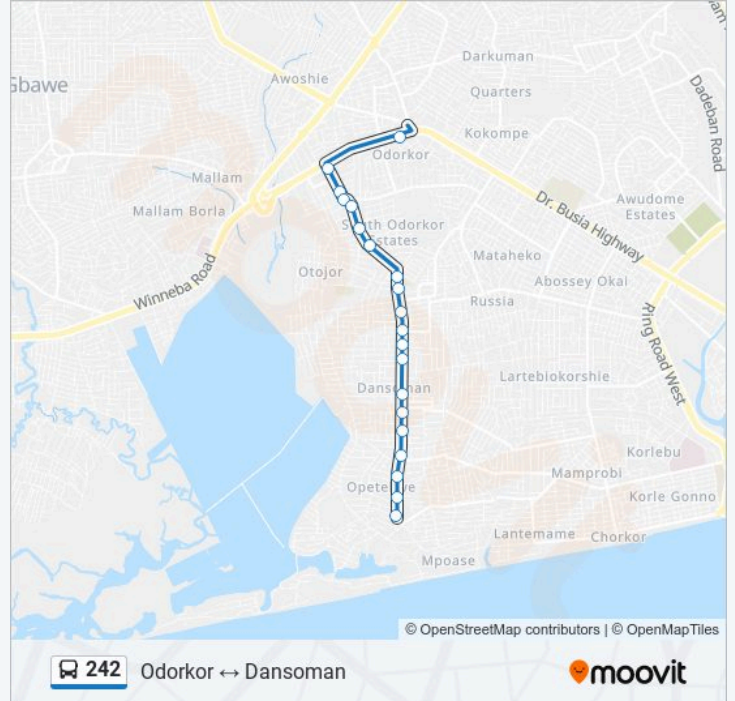 Gbawe
Awoshie
Darkuman
Quarters
Kokompe
Dadeban Road
Odorkor
Mallam
Mallam Borla
Dr. Busia Highway
Awudome
Estates
South Odorkor
Estates
Otojor
Mataheko
Abossey Okai
Winneba Road
Russia
Ring Road West
Dansoman
Lartebiokorshie
Korlebu
Mamprobi
Korle Gonno
Lantemame
Chorkor
Mpoase
© OpenStreetMap contributors | © OpenMapTiles
242
Odorkor ↔ Dansoman
moovit